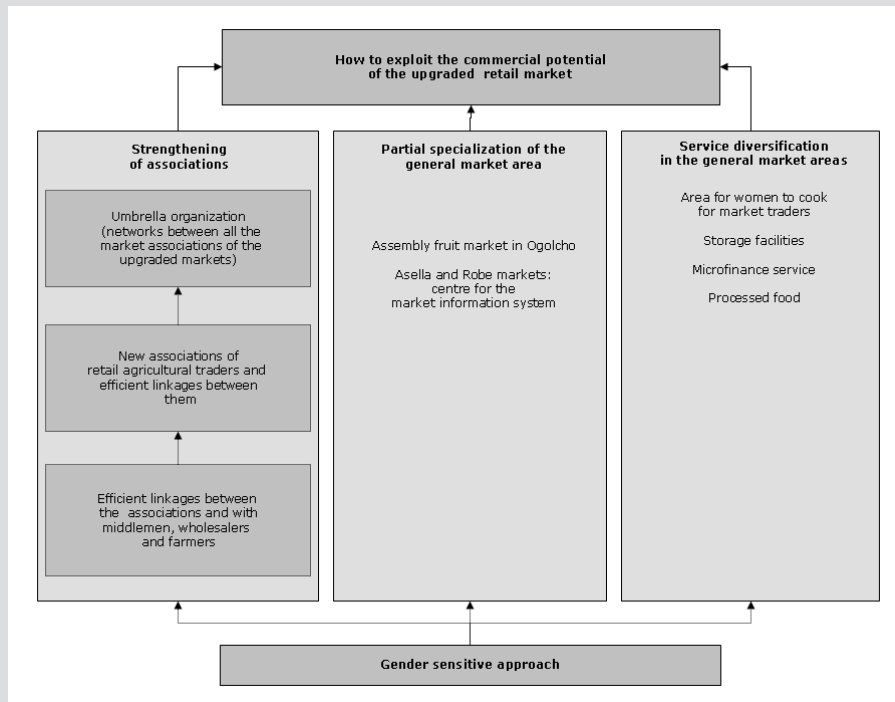 How to exploit the commercial potential
of the upgraded retail market
Strengthening
of associations
Umbrella organization
(networks between all the
market associations of the
upgraded markets)
New associations of
retail agricultural traders and
efficient linkages between
them
Efficient linkages between
the associations and with
middlemen, wholesalers
and farmers
Partial specialization of the
general market area
Assembly fruit market in Ogolcho
Asella and Robe markets:
centre for the
market information system
Service diversification
in the general market areas
Area for women to cook
for market traders
Storage facilities
Microfinance service
Processed food
Gender sensitive approach